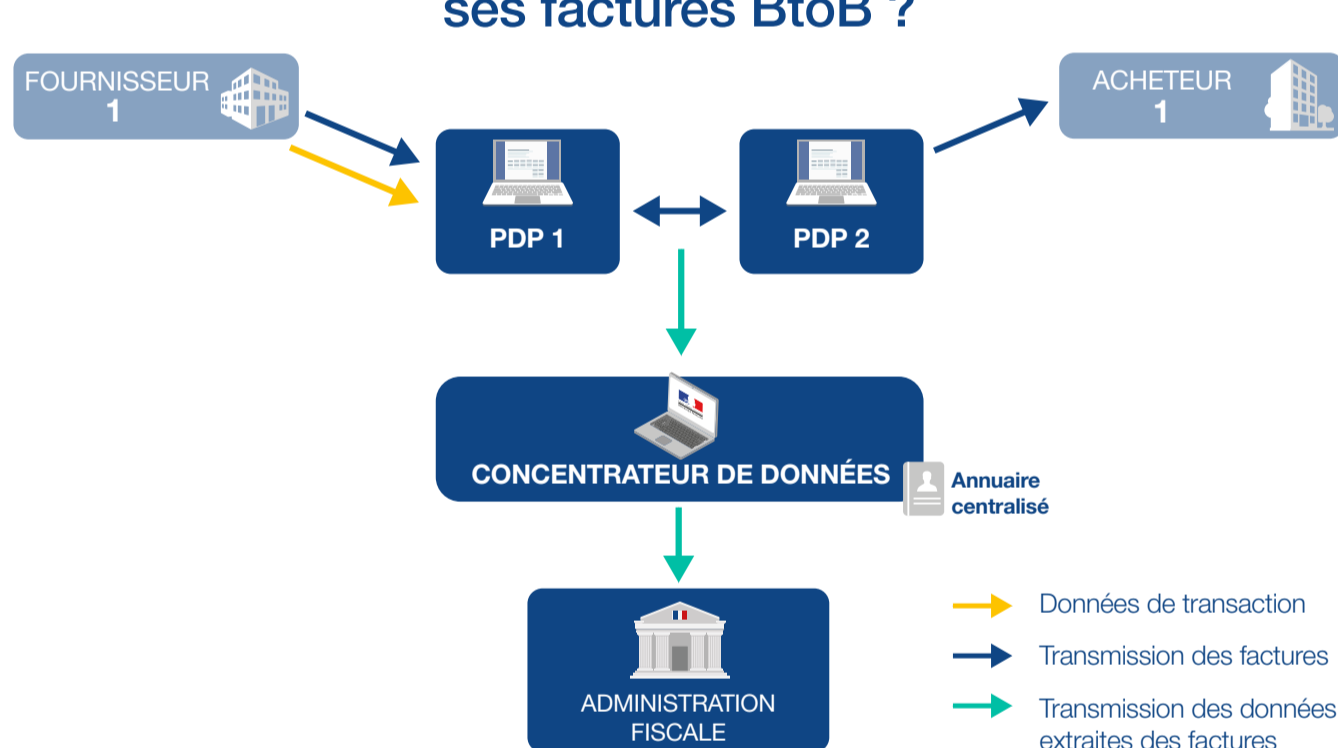 ses factures BtoB ?
FOURNISSEUR
1
ACHETEUR
1
PDP 1
PDP 2
CONCENTRATEUR DE DONNÉES
Annuaire
centralisé
ADMINISTRATION
FISCALE
Données de transaction
Transmission des factures
Transmission des données
extraites des factures